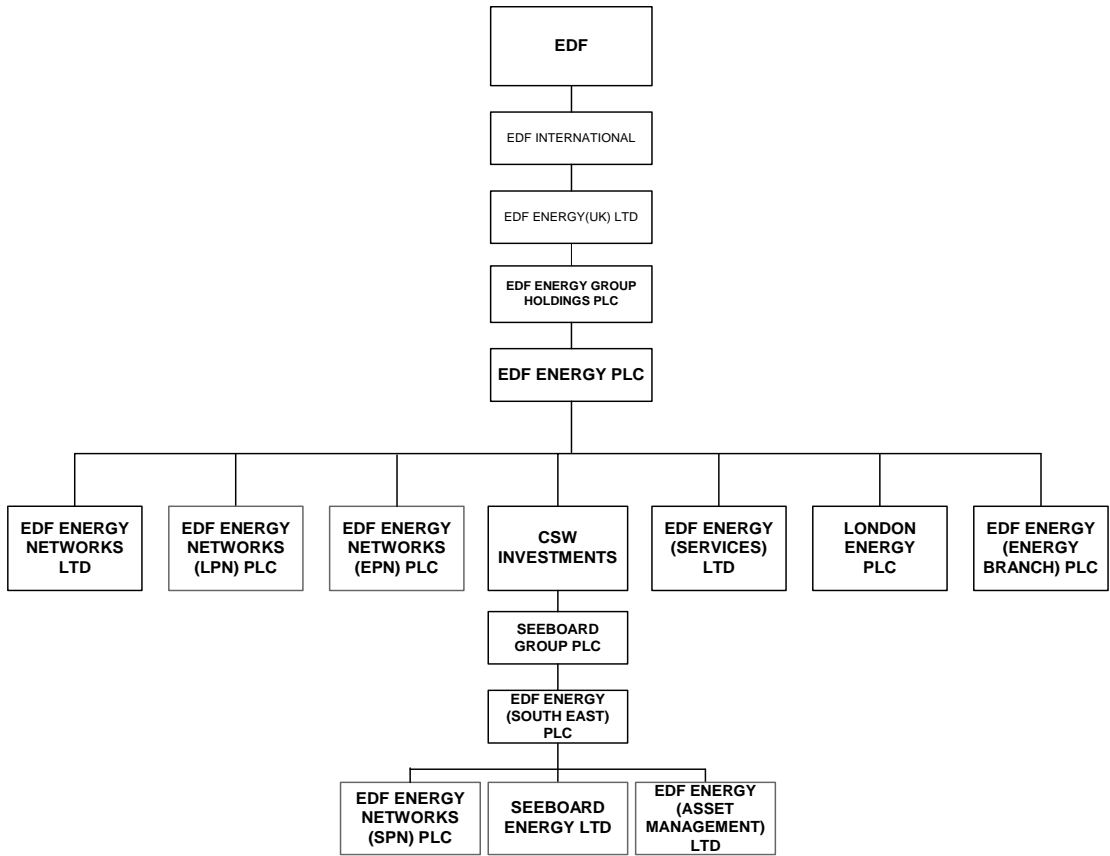 EDF
EDF INTERNATIONAL
EDF ENERGY(UK) LTD
EDF ENERGY GROUP
HOLDINGS PLC
EDF ENERGY PLC
EDF ENERGY
NETWORKS
LTD
EDF ENERGY
NETWORKS
(LPN) PLC
EDF ENERGY
NETWORKS
(EPN) PLC
CSW
INVESTMENTS
EDF ENERGY
(SERVICES)
LTD
LONDON
ENERGY
PLC
EDF ENERGY
(ENERGY
BRANCH) PLC
SEEBOARD
GROUP PLC
EDF ENERGY
(SOUTH EAST)
PLC
EDF ENERGY
NETWORKS
(SPN) PLC
SEEBOARD
ENERGY LTD
EDF ENERGY
(ASSET
MANAGEMENT)
LTD